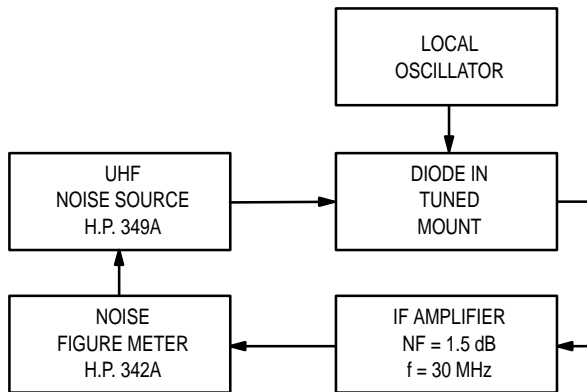 LOCAL
OSCILLATOR
UHF
NOISE SOURCE
H.P. 349A
DIODE IN
TUNED
MOUNT
NOISE
FIGURE METER
H.P. 342A
IF AMPLIFIER
NF = 1.5 dB
f = 30 MHz